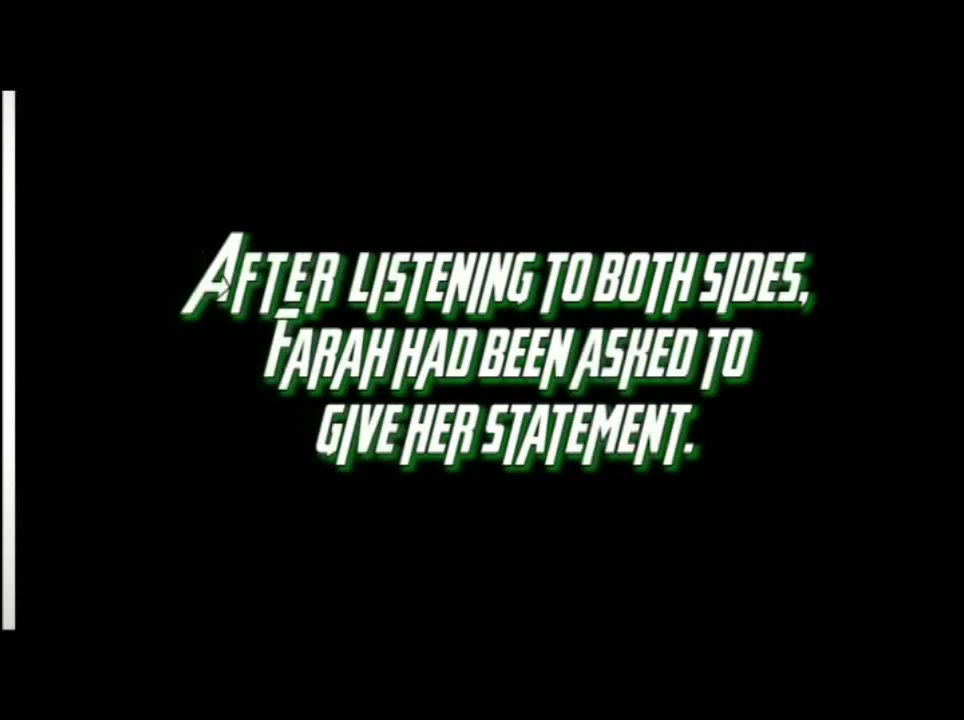 After listening to both sides,
Farah had been asked to
give her statement.